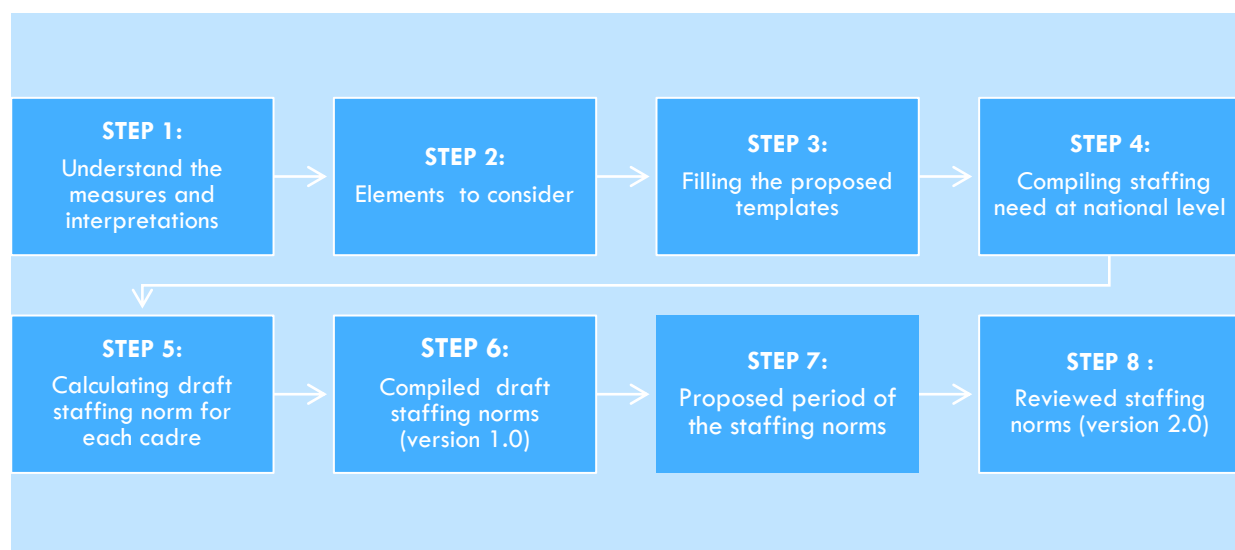 STEP 1:
Understand the
measures and
interpretations
STEP 2:
Elements to consider
STEP 3:
Filling the proposed
templates
STEP 4:
Compiling staffing
need at national level
STEP 5:
Calculating draft
staffing norm for
each cadre
STEP 6:
Compiled draft
staffing norms
(version 1.0)
STEP 7:
Proposed period of
the staffing norms
STEP 8 :
Reviewed staffing
norms (version 2.0)